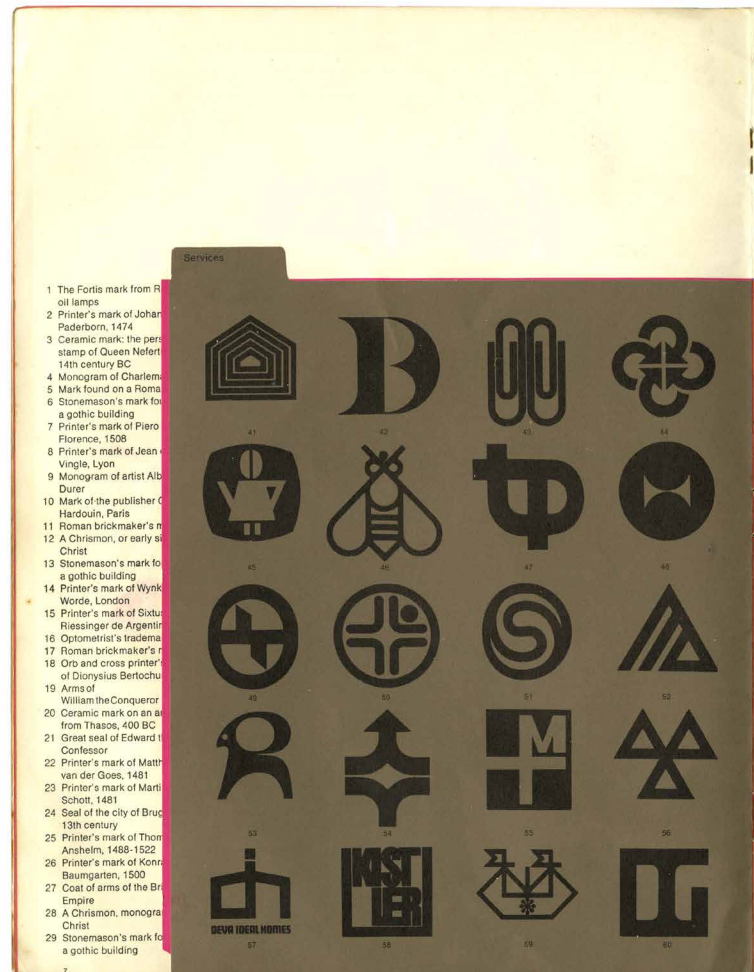 Services
1 The Fortis mark from R
oil lamps
2 Printer's mark of Johan
Paderborn, 1474
3 Ceramic mark: the pers
stamp of Queen Nefert
14th century BC
4 Monogram of Charlema
5 Mark found on a Roma
6 Stonemason's mark fou
a gothic building
7 Printer's mark of Piero
Florence, 1508
8 Printer's mark of Jean
Vingle, Lyon
9 Monogram of artist Alb
Durer
10 Mark of the publisher G
Hardouin, Paris
11 Roman brickmaker's m
12 A Chrismon, or early si
Christ
13 Stonemason's mark fo
a gothic building
14 Printer's mark of Wynk
Worde, London
15 Printer's mark of Sixtus
Riessinger de Argentin
16 Optometrist's tradema
17 Roman brickmaker's m
18 Orb and cross printer's
of Dionysius Bertochu
19 Arms of
William the Conqueror
20 Ceramic mark on an a
from Thasos, 400 BC
21 Great seal of Edward t
Confessor
22 Printer's mark of Matth
van der Goes, 1481
23 Printer's mark of Marti
Schott, 1481
24 Seal of the city of Brug
13th century
25 Printer's mark of Thom
Anshelm, 1488-1522
26 Printer's mark of Konra
Baumgarten, 1500
27 Coat of arms of the Bri
Empire
28 A Chrismon, monogra
Christ
29 Stonemason's mark fo
a gothic building
B
41 42 43 44
tp
45 46 47 48
49 50 51 52
R
M
53 54 55 56
DEVA IDEAL HOMES
KISTLER
57 58 59 60